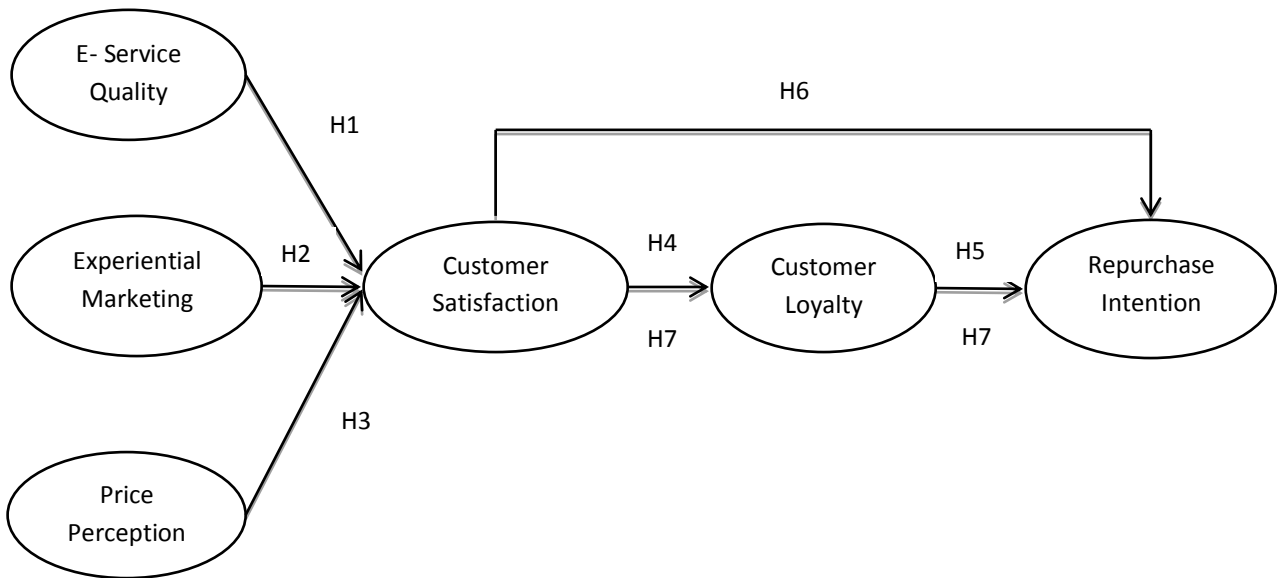 E- Service
Quality
H1
H6
Experiential
Marketing
H2
Customer
Satisfaction
H4
H7
Customer
Loyalty
H5
H7
Repurchase
Intention
H3
Price
Perception